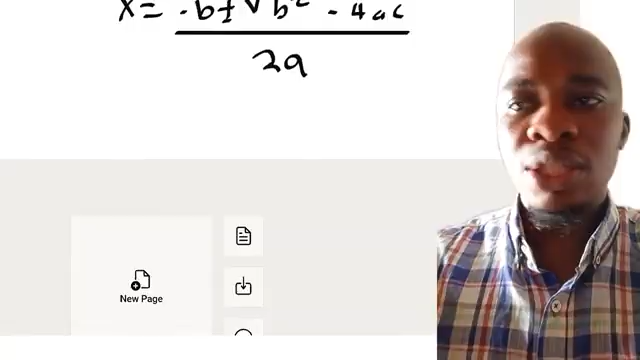 x = -b ± √b² - 4ac
2a
New Page